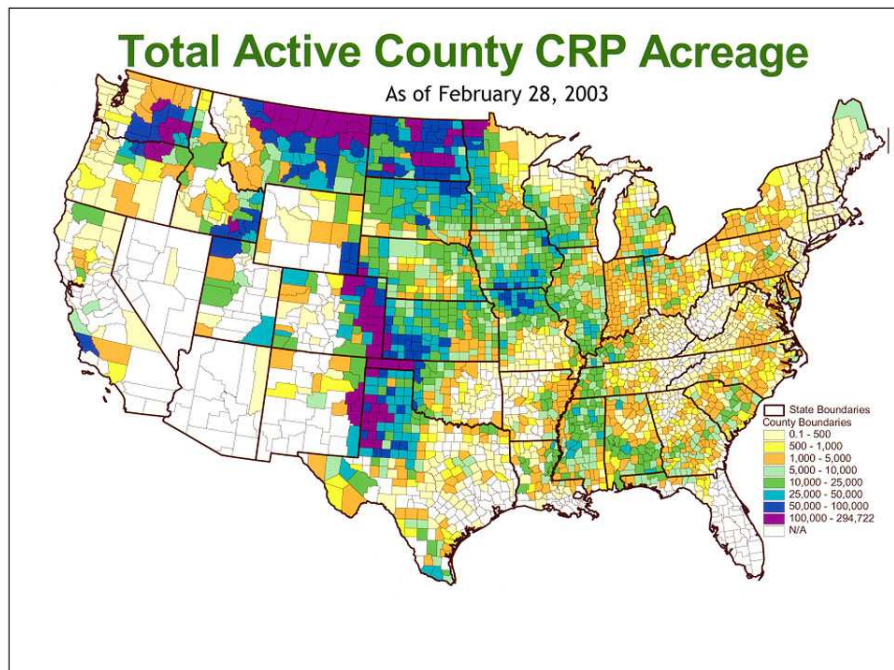 Total Active County CRP Acreage
As of February 28, 2003
State Boundaries
County Boundaries
0.1 - 500
500 - 1,000
1,000 - 5,000
5,000 - 10,000
10,000 - 25,000
25,000 - 50,000
50,000 - 100,000
100,000 - 294,722
N/A